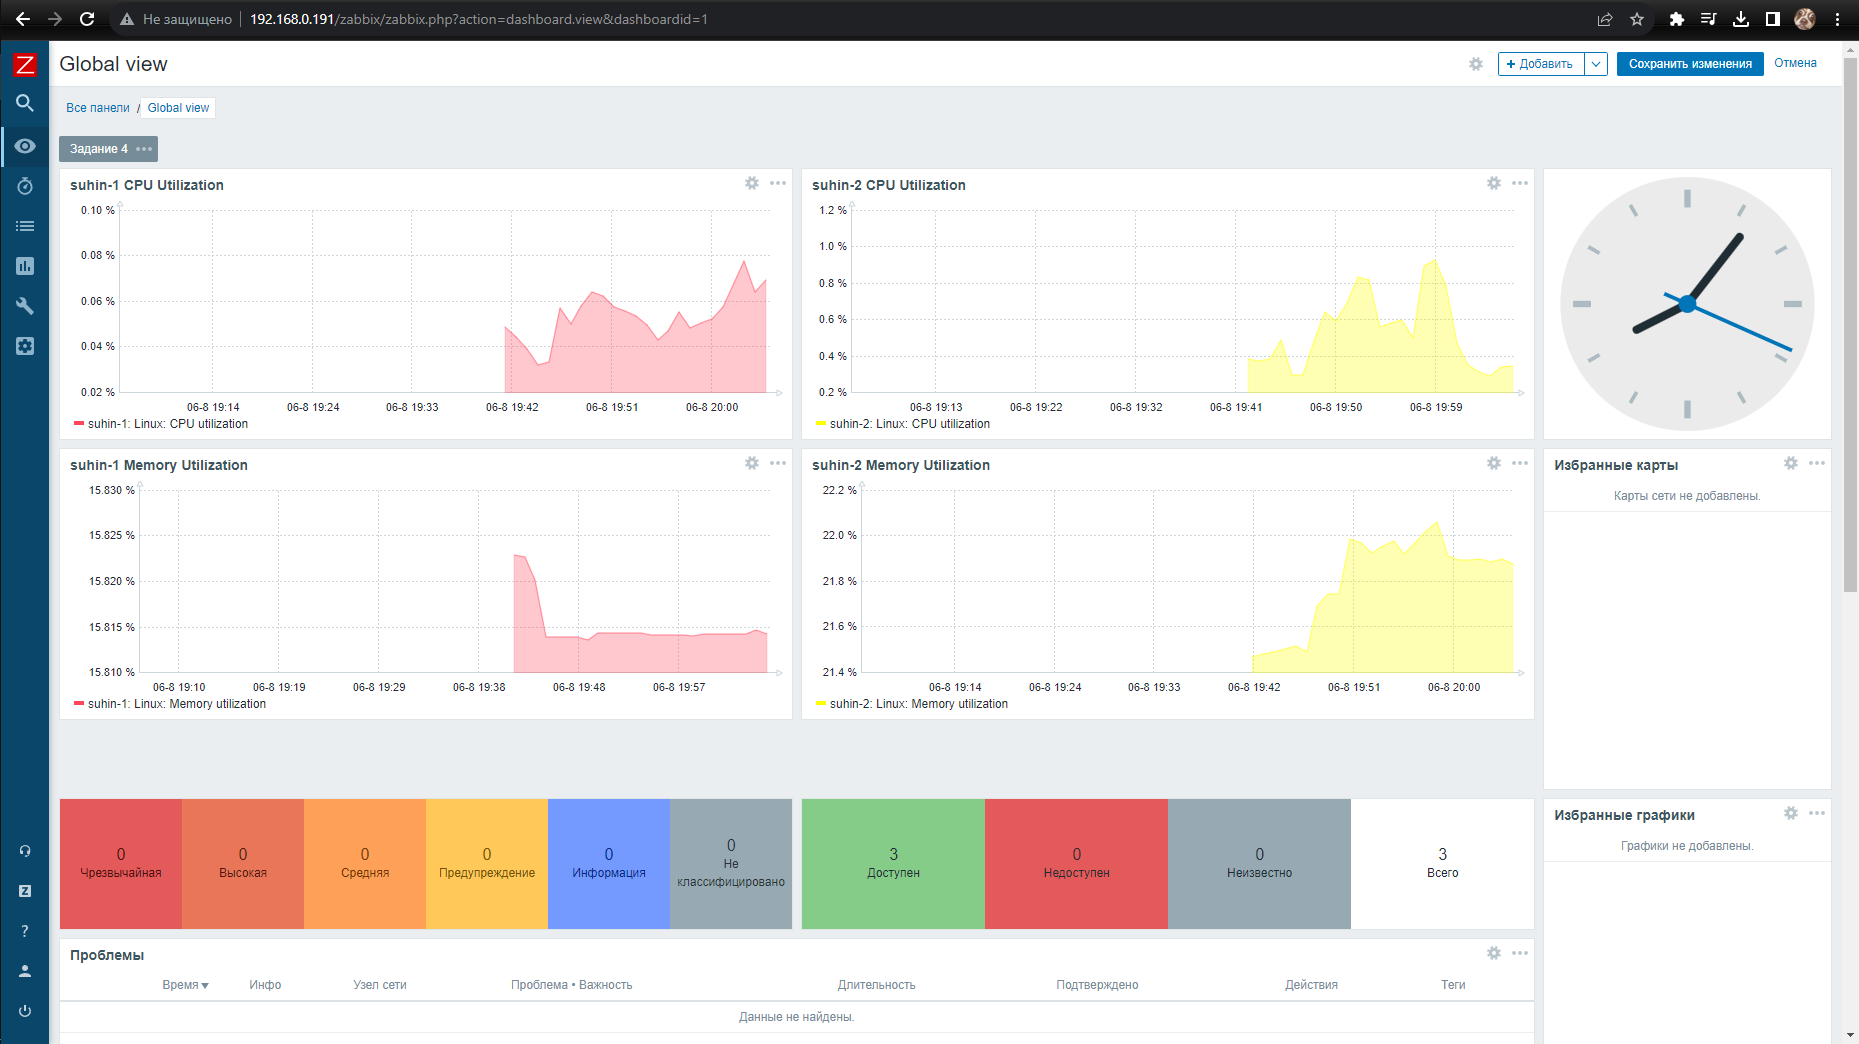 Не защищено
192.168.0.191/zabbix/zabbix.php?action=dashboard.view&dashboardid=1
Z
Global view
+ Добавить
Сохранить изменения
Отмена
Все панели / Global view
Задание 4
suhin-1 CPU Utilization
0.10 %
0.08 %
0.06 %
0.04 %
0.02 %
06-8 19:14 06-8 19:24 06-8 19:33 06-8 19:42 06-8 19:51 06-8 20:00
suhin-1: Linux: CPU utilization
suhin-2 CPU Utilization
1.2 %
1.0 %
0.8 %
0.6 %
0.4 %
0.2 %
06-8 19:13 06-8 19:22 06-8 19:32 06-8 19:41 06-8 19:50 06-8 19:59
suhin-2: Linux: CPU utilization
suhin-1 Memory Utilization
15.830 %
15.825 %
15.820 %
15.815 %
15.810 %
06-8 19:10 06-8 19:19 06-8 19:29 06-8 19:38 06-8 19:48 06-8 19:57
suhin-1: Linux: Memory utilization
suhin-2 Memory Utilization
22.2 %
22.0 %
21.8 %
21.6 %
21.4 %
06-8 19:14 06-8 19:24 06-8 19:33 06-8 19:42 06-8 19:51 06-8 20:00
suhin-2: Linux: Memory utilization
Избранные карты
Карты сети не добавлены.
0
Чрезвычайная
0
Высокая
0
Средняя
0
Предупреждение
0
Информация
0
Не
классифицировано
3
Доступен
0
Недоступен
0
Неизвестно
3
Всего
Избранные графики
Графики не добавлены.
Z
?
Проблемы
Время Инфо Узел сети Проблема • Важность Длительность Подтверждено Действия Теги
Данные не найдены.